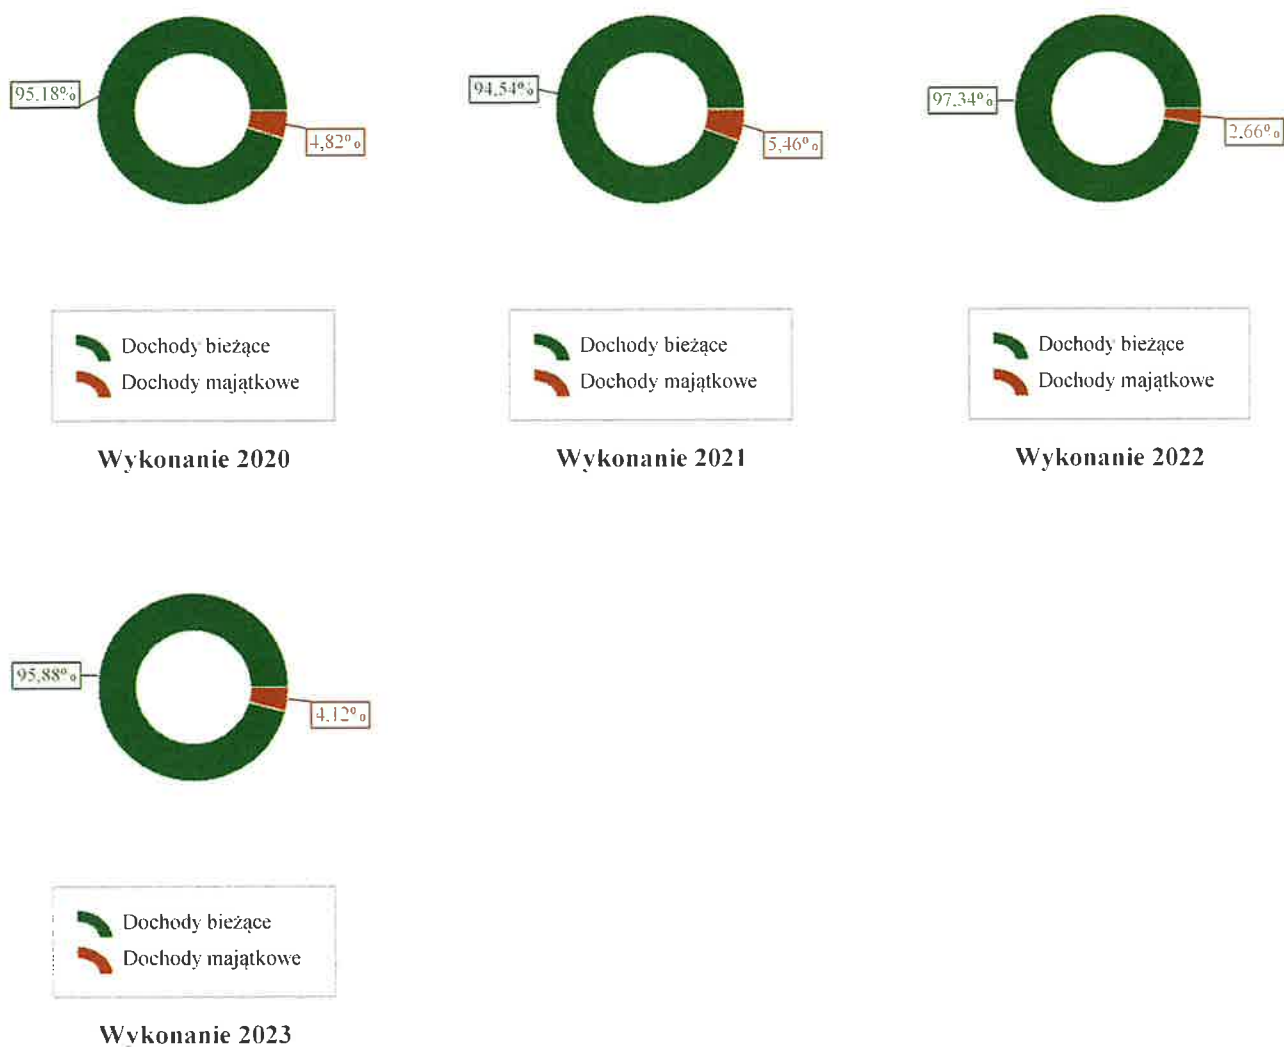 95,18%
4,82%
Dochody bieżące
Dochody majątkowe
Wykonanie 2020
94,54%
5,46%
Dochody bieżące
Dochody majątkowe
Wykonanie 2021
97,34%
2,66%
Dochody bieżące
Dochody majątkowe
Wykonanie 2022
95,88%
4,12%
Dochody bieżące
Dochody majątkowe
Wykonanie 2023